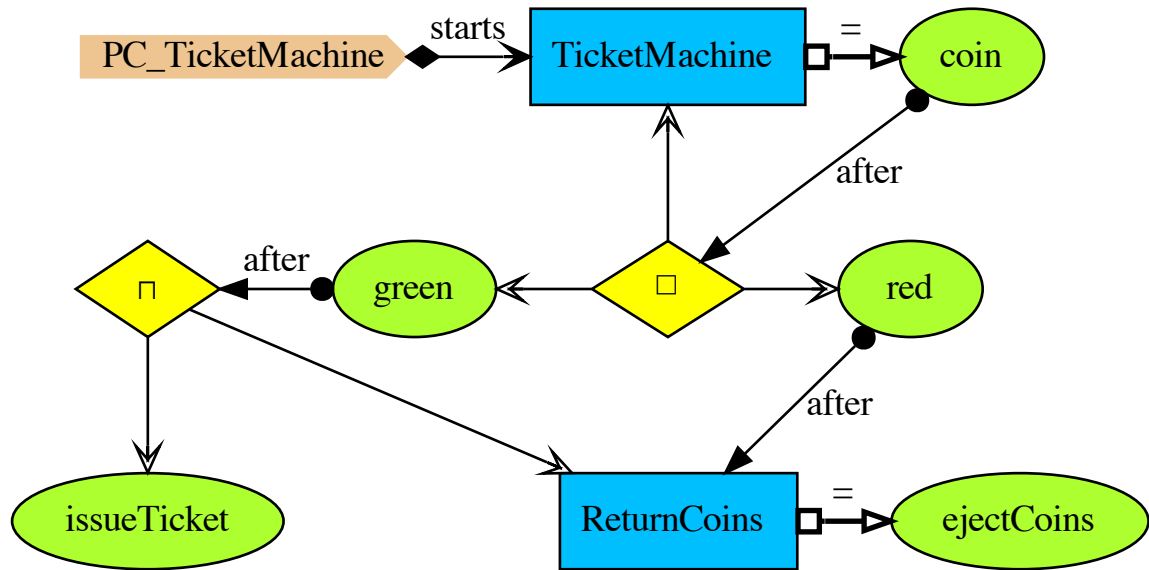 starts
PC_TicketMachine
TicketMachine
=
coin
after
after
⊓
green
□
red
after
issueTicket
ReturnCoins
=
ejectCoins